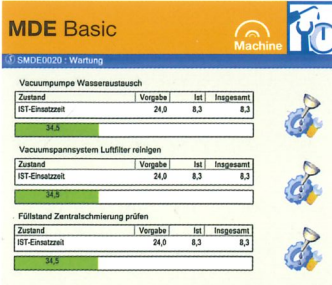 MDE Basic
Machine
SMDE0020 : Wartung
Vacuumpumpe Wasseraustausch
Zustand Vorgabe Ist Insgesamt
IST-Einsatzzeit 24,0 8,3 8,3
34,5
Vacuumspannsystem Luftfilter reinigen
Zustand Vorgabe Ist Insgesamt
IST-Einsatzzeit 24,0 8,3 8,3
34,5
Füllstand Zentralschmierung prüfen
Zustand Vorgabe Ist Insgesamt
IST-Einsatzzeit 24,0 8,3 8,3
34,5